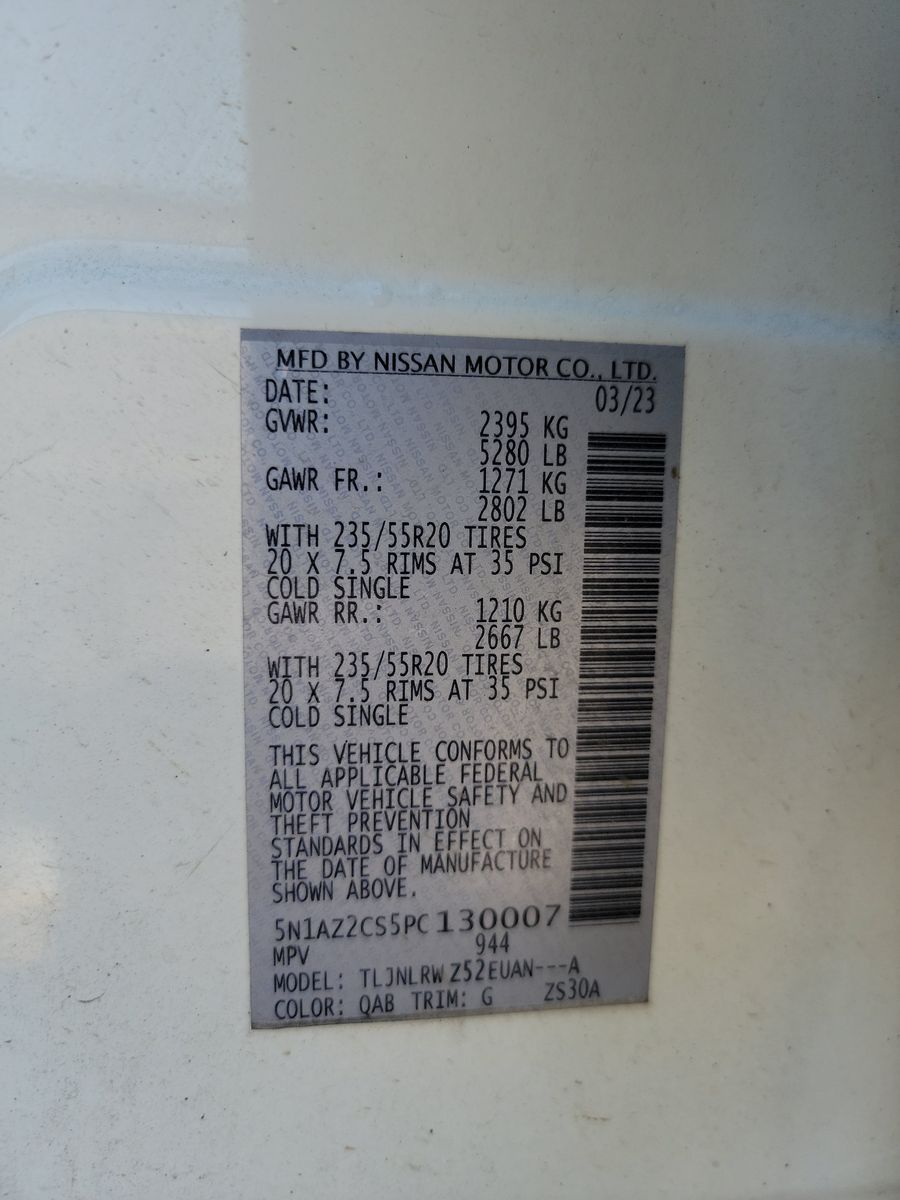 MFD BY NISSAN MOTOR CO., LTD.
DATE: 03/23
GVWR: 2395 KG
5280 LB
GAWR FR.: 1271 KG
2802 LB
WITH 235/55R20 TIRES
20 X 7.5 RIMS AT 35 PSI
COLD SINGLE
GAWR RR.: 1210 KG
2667 LB
WITH 235/55R20 TIRES
20 X 7.5 RIMS AT 35 PSI
COLD SINGLE
THIS VEHICLE CONFORMS TO
ALL APPLICABLE FEDERAL
MOTOR VEHICLE SAFETY AND
THEFT PREVENTION
STANDARDS IN EFFECT ON
THE DATE OF MANUFACTURE
SHOWN ABOVE.
5N1AZ2CS5PC130007
MPV 944
MODEL: TLJNLRWZ52EUAN---A
COLOR: QAB TRIM: G ZS30A